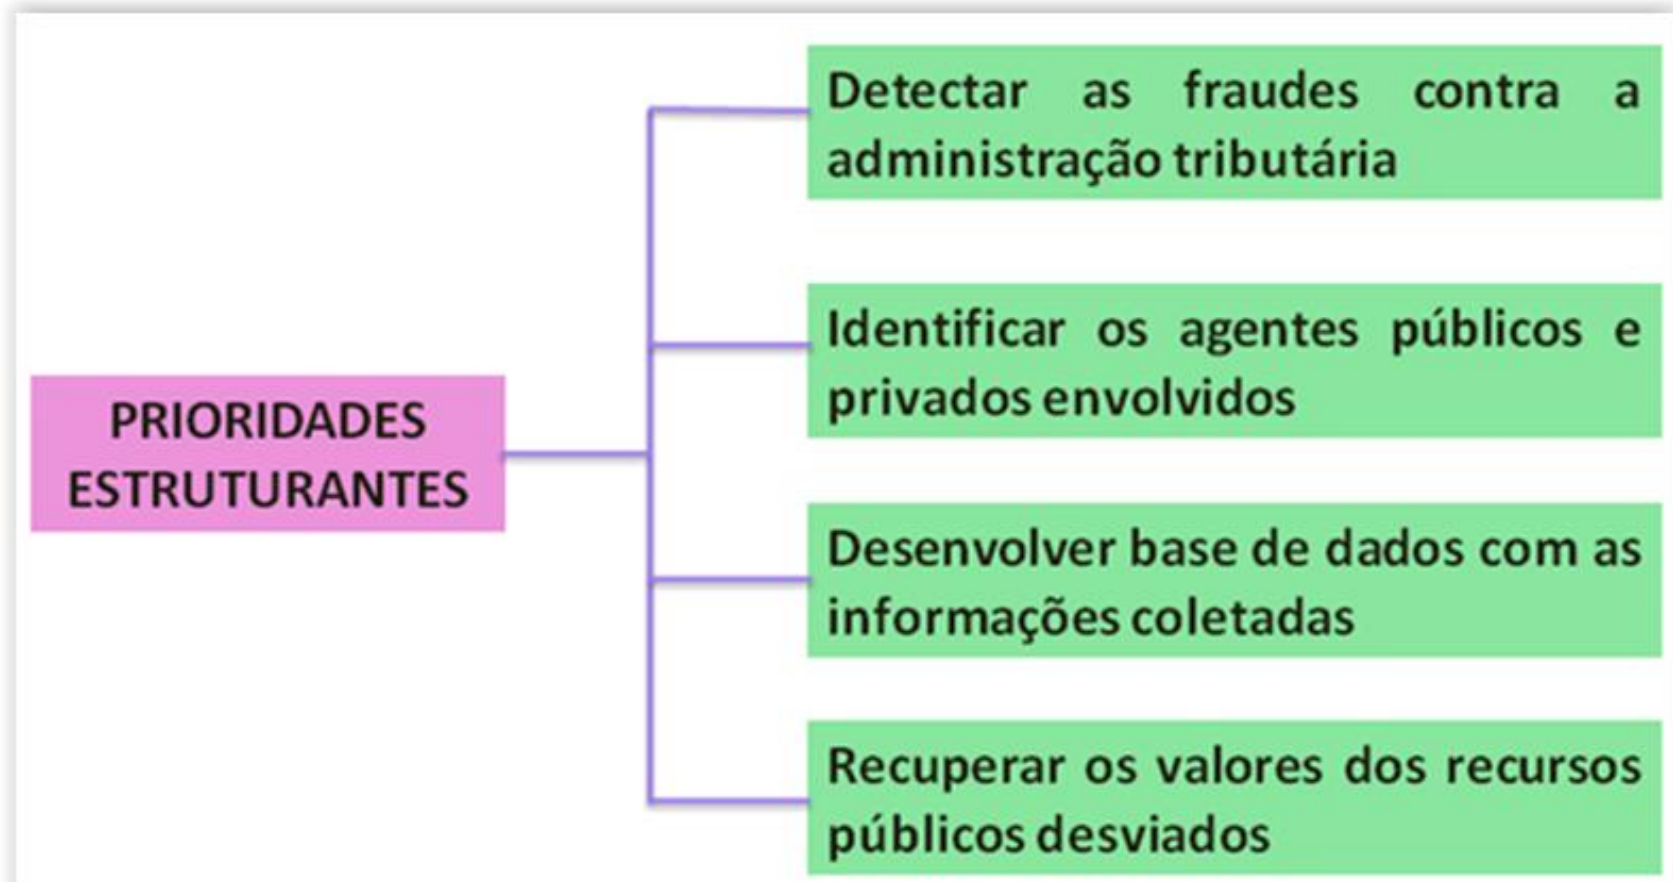 PRIORIDADES
ESTRUTURANTES
Detectar as fraudes contra a
administração tributária
Identificar os agentes públicos e
privados envolvidos
Desenvolver base de dados com as
informações coletadas
Recuperar os valores dos recursos
públicos desviados